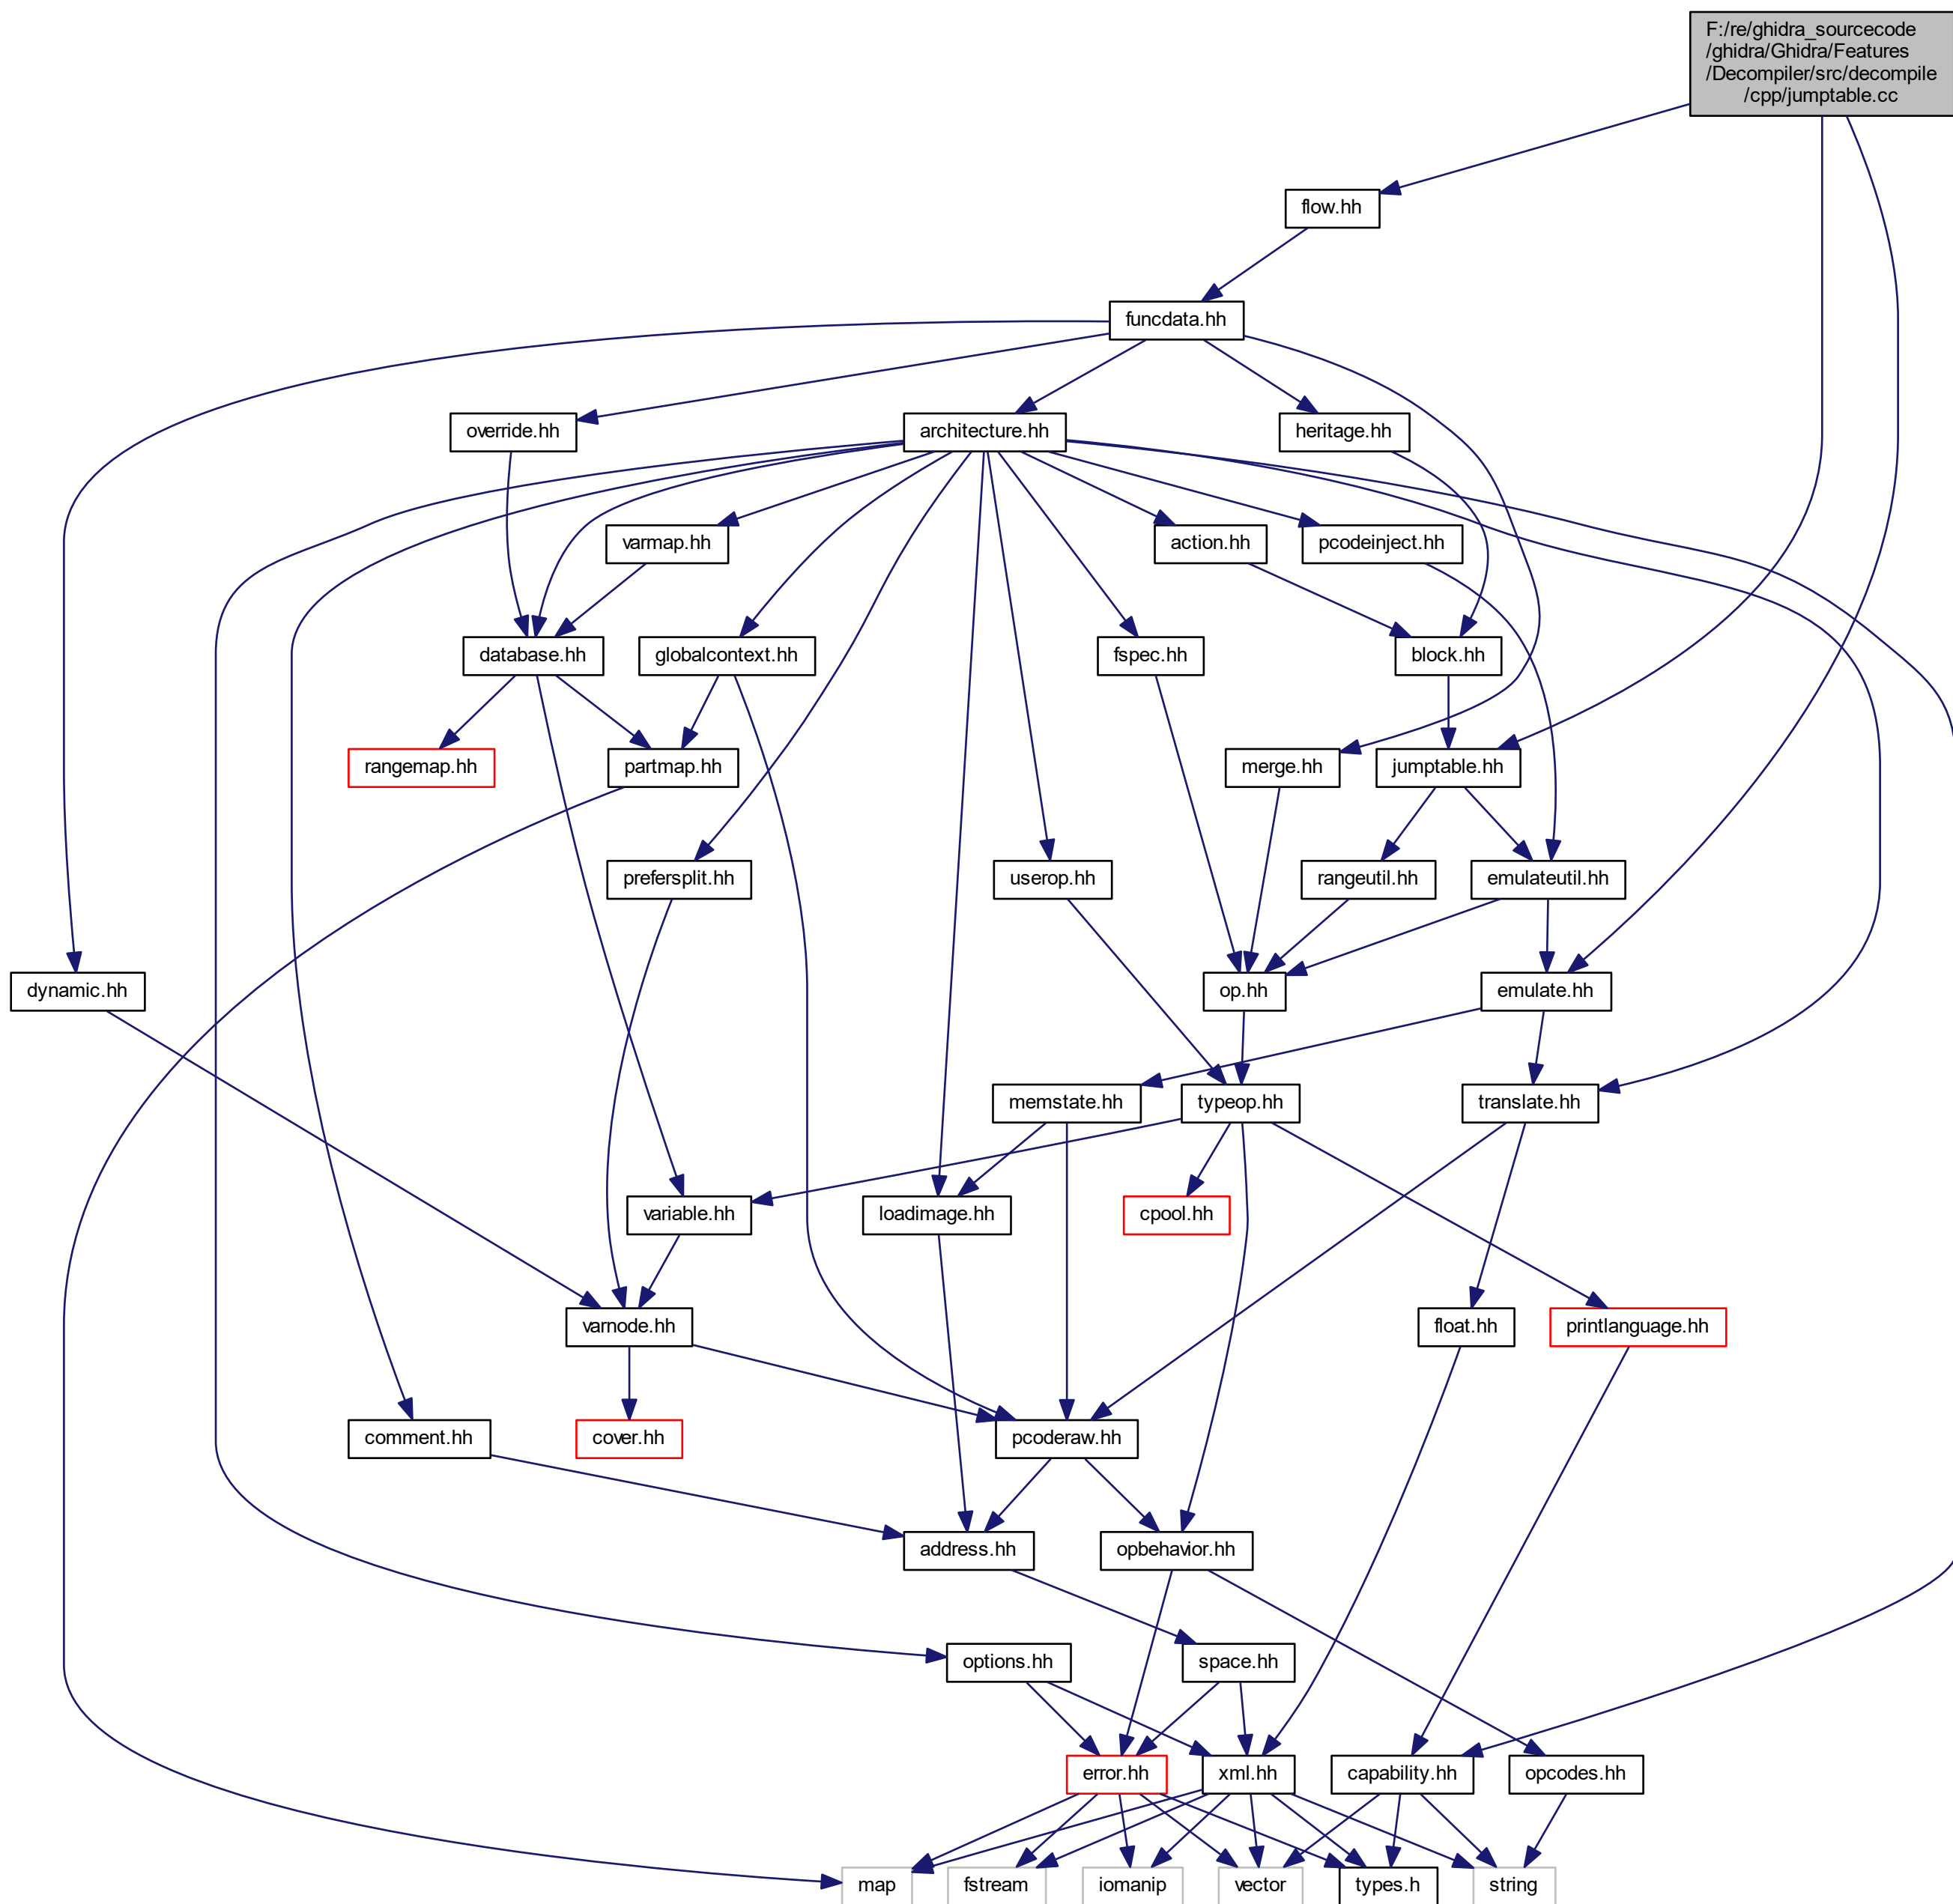 F:/re/ghidra_sourcecode
/ghidra/Ghidra/Features
/Decompiler/src/decompile
/cpp/jumptable.cc
flow.hh
funcdata.hh
override.hh
architecture.hh
heritage.hh
varmap.hh
action.hh
pcodeinject.hh
database.hh
globalcontext.hh
fspec.hh
block.hh
rangemap.hh
partmap.hh
merge.hh
jumptable.hh
prefersplit.hh
userop.hh
rangeutil.hh
emulateutil.hh
dynamic.hh
op.hh
emulate.hh
memstate.hh
typeop.hh
translate.hh
variable.hh
loadimage.hh
cpool.hh
varnode.hh
float.hh
printlanguage.hh
comment.hh
cover.hh
pcoderaw.hh
address.hh
opbehavior.hh
options.hh
space.hh
error.hh
xml.hh
capability.hh
opcodes.hh
map
fstream
iomanip
vector
types.h
string